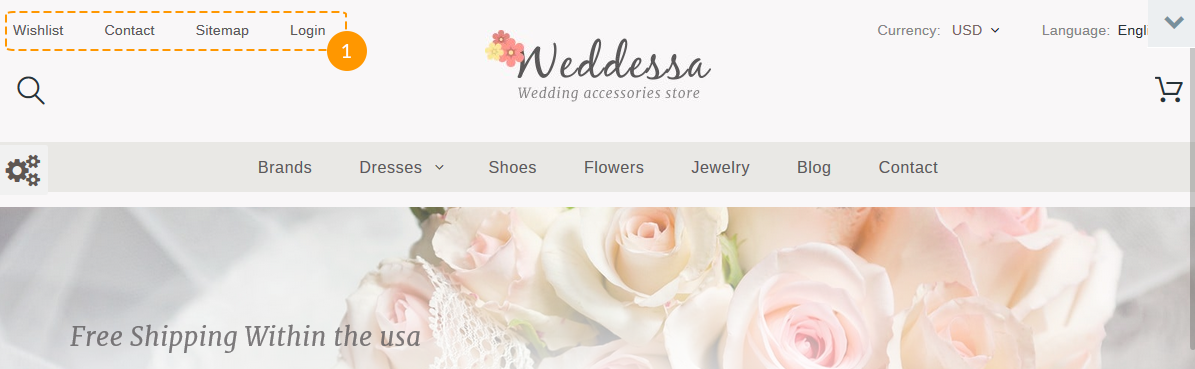 Wishlist Contact Sitemap Login
1
Currency: USD
Language: Engl
Weddessa
Wedding accessories store
Brands Dresses Shoes Flowers Jewelry Blog Contact
Free Shipping Within the usa